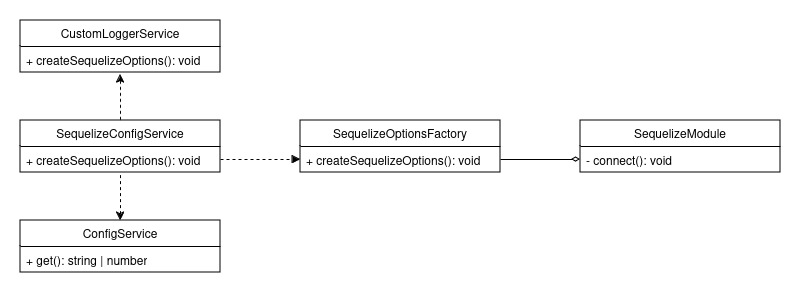 CustomLoggerService
+ createSequelizeOptions(): void
SequelizeConfigService
+ createSequelizeOptions(): void
SequelizeOptionsFactory
+ createSequelizeOptions(): void
SequelizeModule
- connect(): void
ConfigService
+ get(): string | number